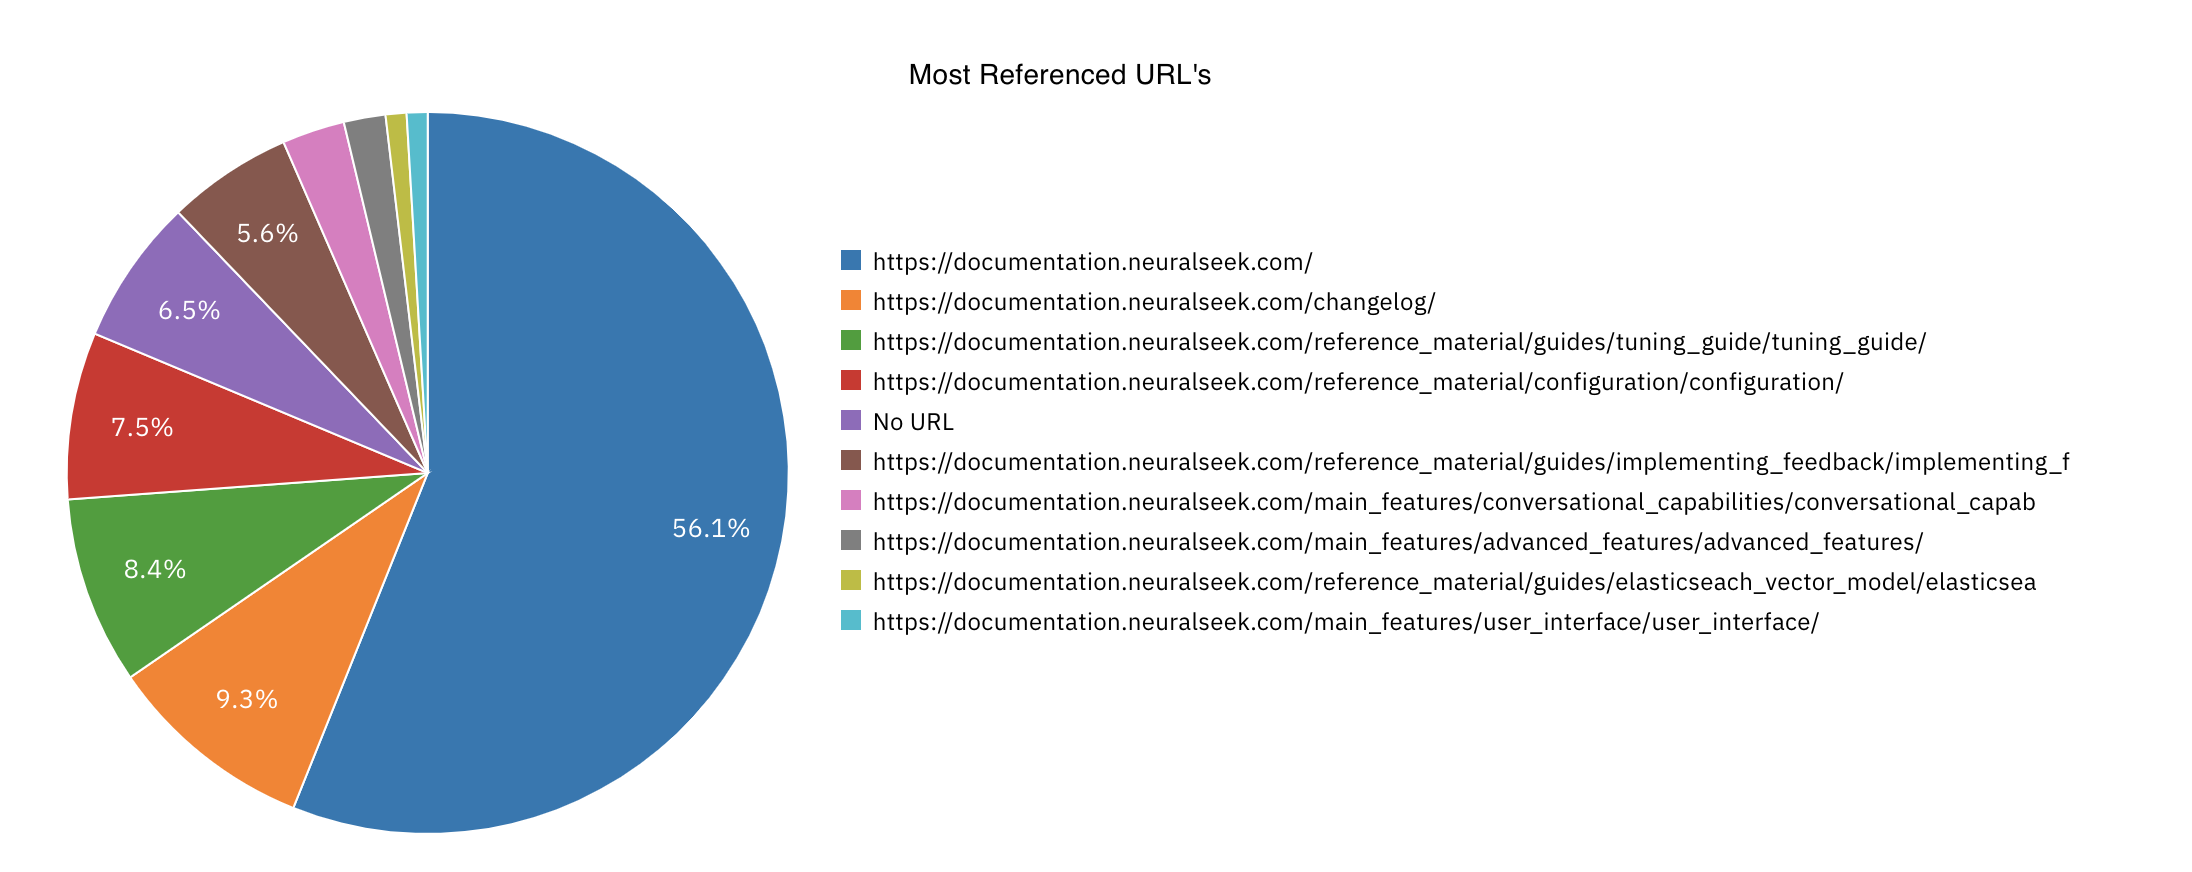 Most Referenced URL's
5.6%
6.5%
7.5%
8.4%
9.3%
56.1%
https://documentation.neuralseek.com/
https://documentation.neuralseek.com/changelog/
https://documentation.neuralseek.com/reference_material/guides/tuning_guide/tuning_guide/
https://documentation.neuralseek.com/reference_material/configuration/configuration/
No URL
https://documentation.neuralseek.com/reference_material/guides/implementing_feedback/implementing_f
https://documentation.neuralseek.com/main_features/conversational_capabilities/conversational_capab
https://documentation.neuralseek.com/main_features/advanced_features/advanced_features/
https://documentation.neuralseek.com/reference_material/guides/elasticseach_vector_model/elasticsea
https://documentation.neuralseek.com/main_features/user_interface/user_interface/